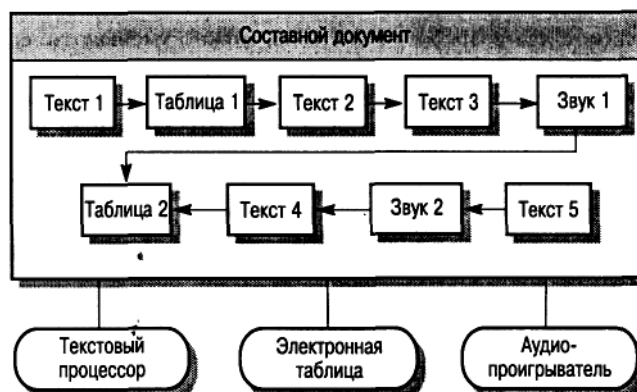 Составной документ
Текст 1
Таблица 1
Текст 2
Текст 3
Звук 1
Таблица 2
Текст 4
Звук 2
Текст 5
Текстовый
процессор
Электронная
таблица
Аудио-
проигрыватель